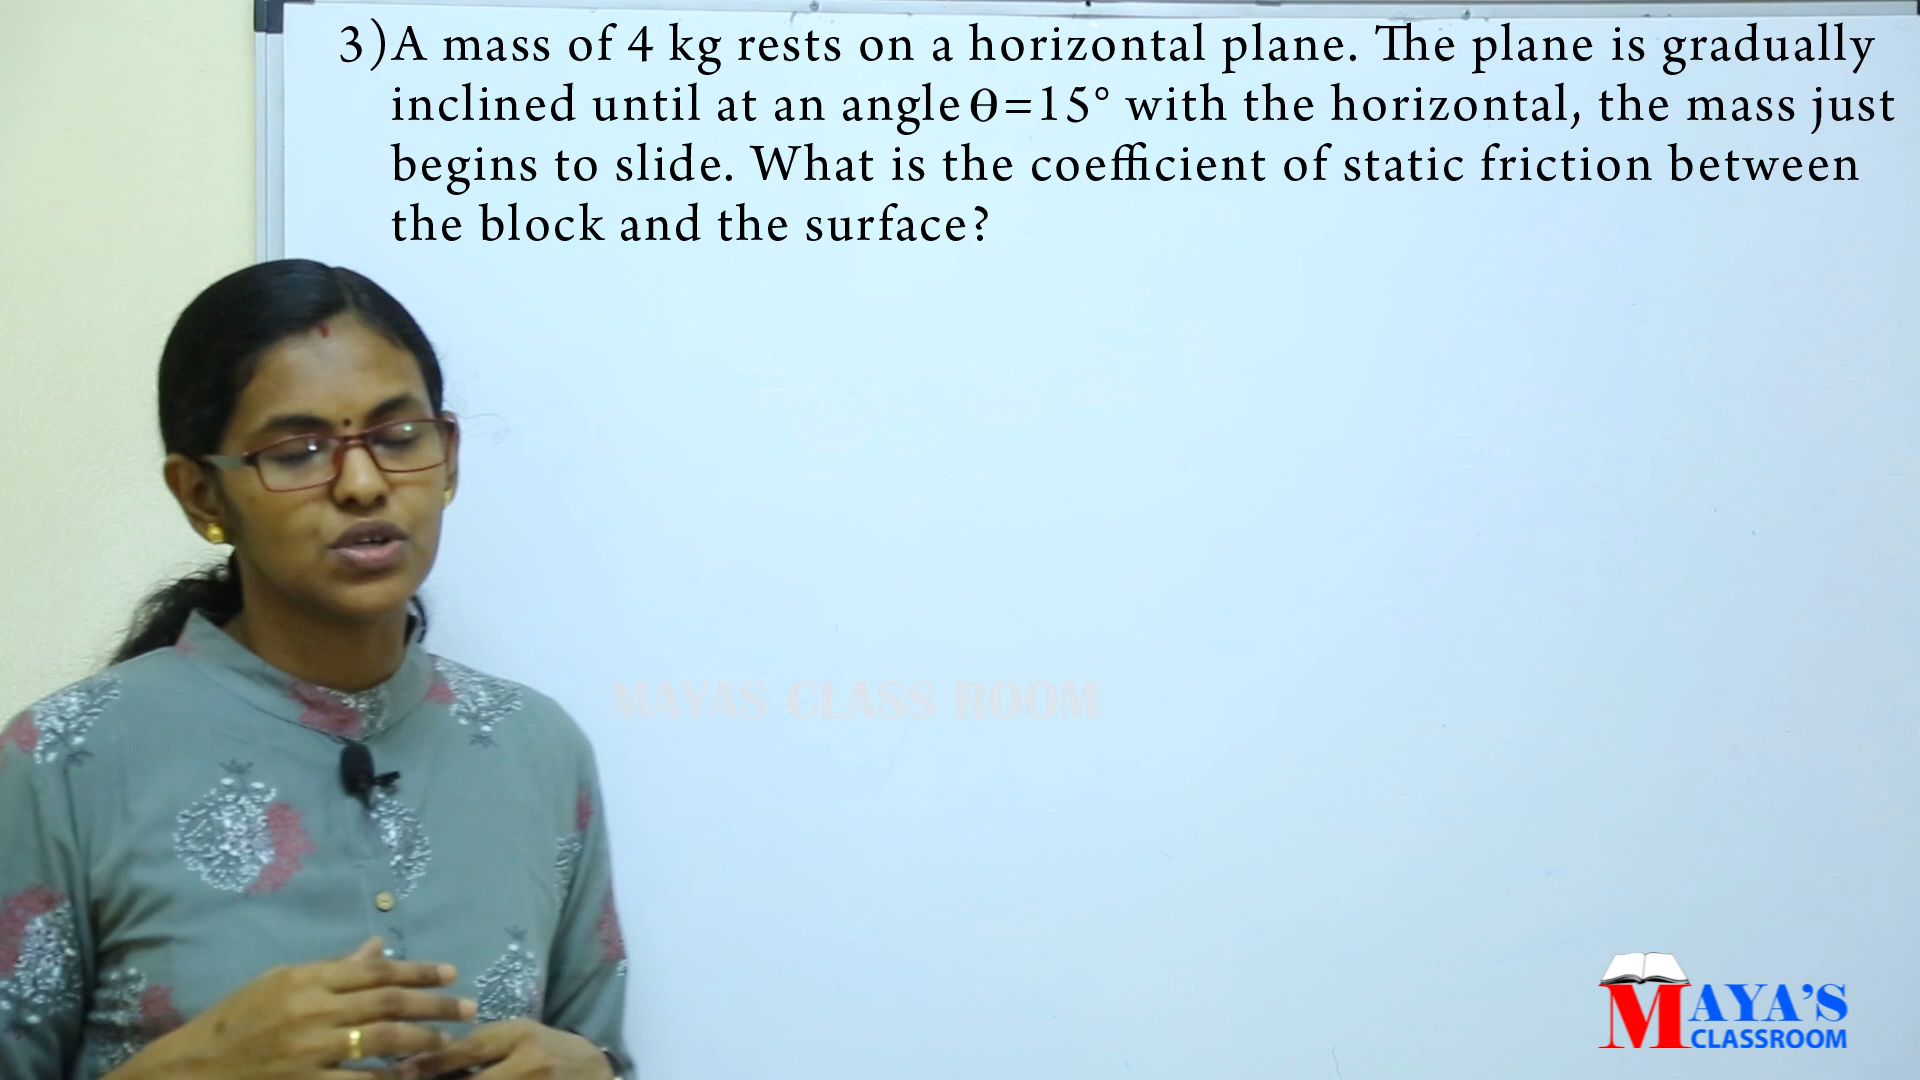 3)A mass of 4 kg rests on a horizontal plane. The plane is gradually
inclined until at an angle θ=15° with the horizontal, the mass just
begins to slide. What is the coefficient of static friction between
the block and the surface?
MAYAS CLASS ROOM
MAYA'S
CLASSROOM